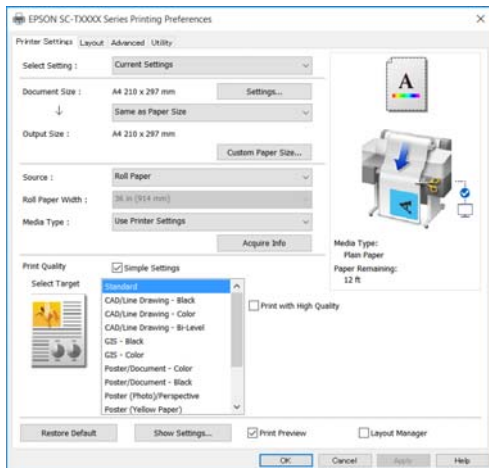 EPSON SC-TXXXX Series Printing Preferences
Printer Settings Layout Advanced Utility
Select Setting : Current Settings
Document Size : A4 210 x 297 mm Settings...
Same as Paper Size
Output Size : A4 210 x 297 mm
Custom Paper Size...
Source : Roll Paper
Roll Paper Width : 36 in (914 mm)
Media Type : Use Printer Settings
Acquire Info
A
A
Media Type:
Plain Paper
Paper Remaining:
12 ft
Print Quality Simple Settings
Select Target
Standard
CAD/Line Drawing - Black
CAD/Line Drawing - Color
CAD/Line Drawing - Bi-Level
GIS - Black
GIS - Color
Poster/Document - Color
Poster/Document - Black
Poster (Photo)/Perspective
Poster (Yellow Paper)
Print with High Quality
Restore Default Show Settings... Print Preview Layout Manager
OK Cancel Apply Help